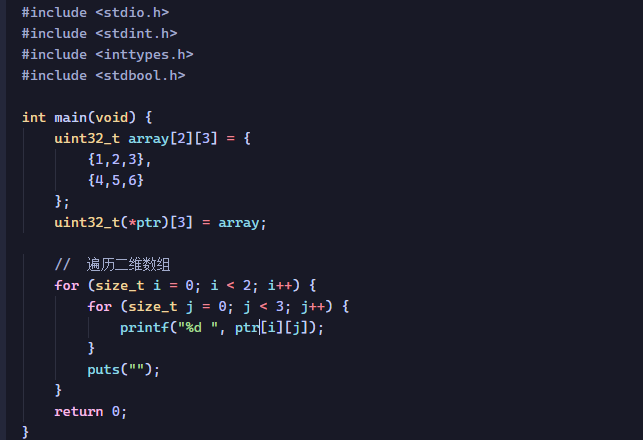 #include <stdio.h>
#include <stdint.h>
#include <inttypes.h>
#include <stdbool.h>
int main(void) {
uint32_t array[2][3] = {
{1,2,3},
{4,5,6}
};
uint32_t(*ptr)[3] = array;
// 遍历二维数组
for (size_t i = 0; i < 2; i++) {
for (size_t j = 0; j < 3; j++) {
printf("%d ", ptr[i][j]);
}
puts("");
}
return 0;
}